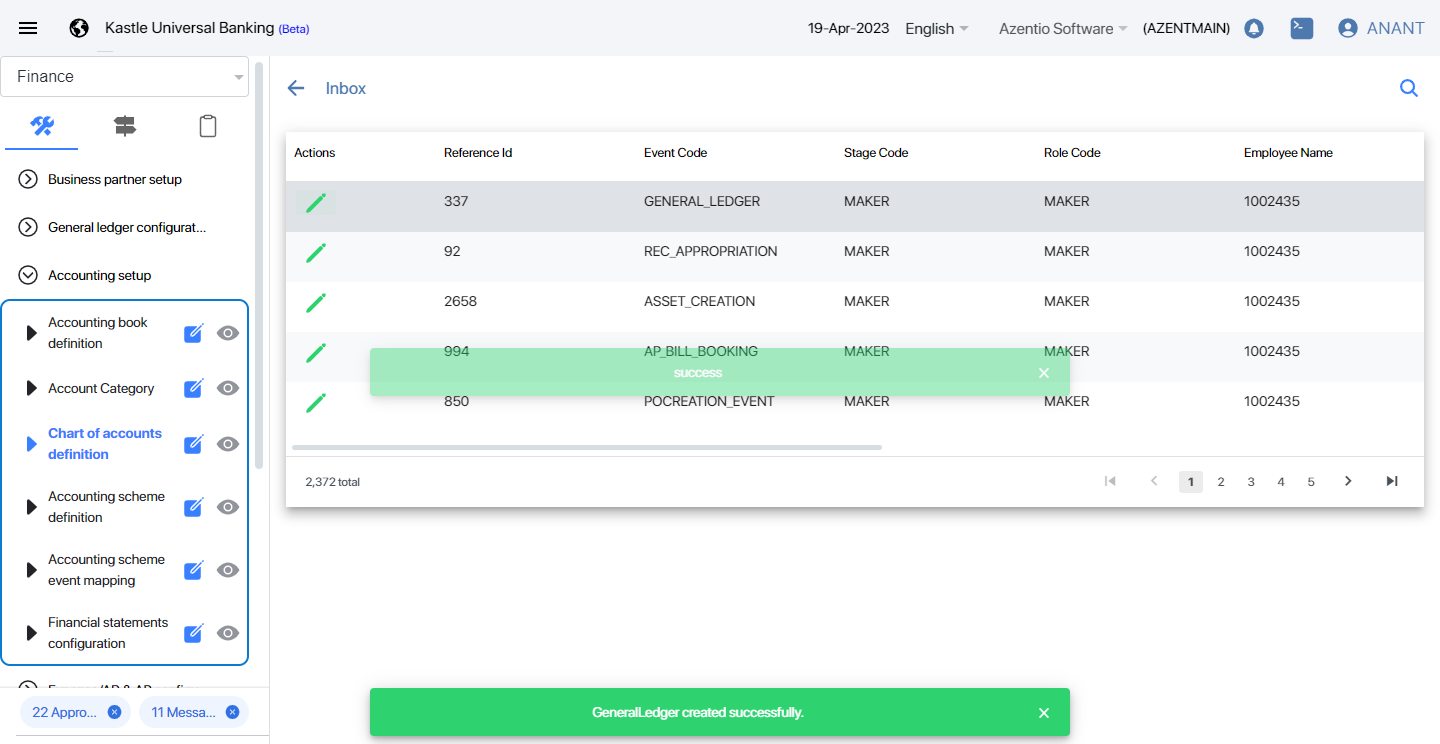 Kastle Universal Banking (Beta)
19-Apr-2023
English
Azentio Software
(AZENTMAIN)
ANANT
Finance
Business partner setup
General ledger configurat...
Accounting setup
Accounting book
definition
Account Category
Chart of accounts
definition
Accounting scheme
definition
Accounting scheme
event mapping
Financial statements
configuration
22 Appro...
11 Messa...
Inbox
Actions Reference Id Event Code Stage Code Role Code Employee Name
337 GENERAL_LEDGER MAKER MAKER 1002435
92 REC_APPROPRIATION MAKER MAKER 1002435
2658 ASSET_CREATION MAKER MAKER 1002435
994 AP_BILL_BOOKING MAKER MAKER 1002435
success
850 POCREATION_EVENT MAKER MAKER 1002435
2,372 total
1 2 3 4 5
GeneralLedger created successfully.